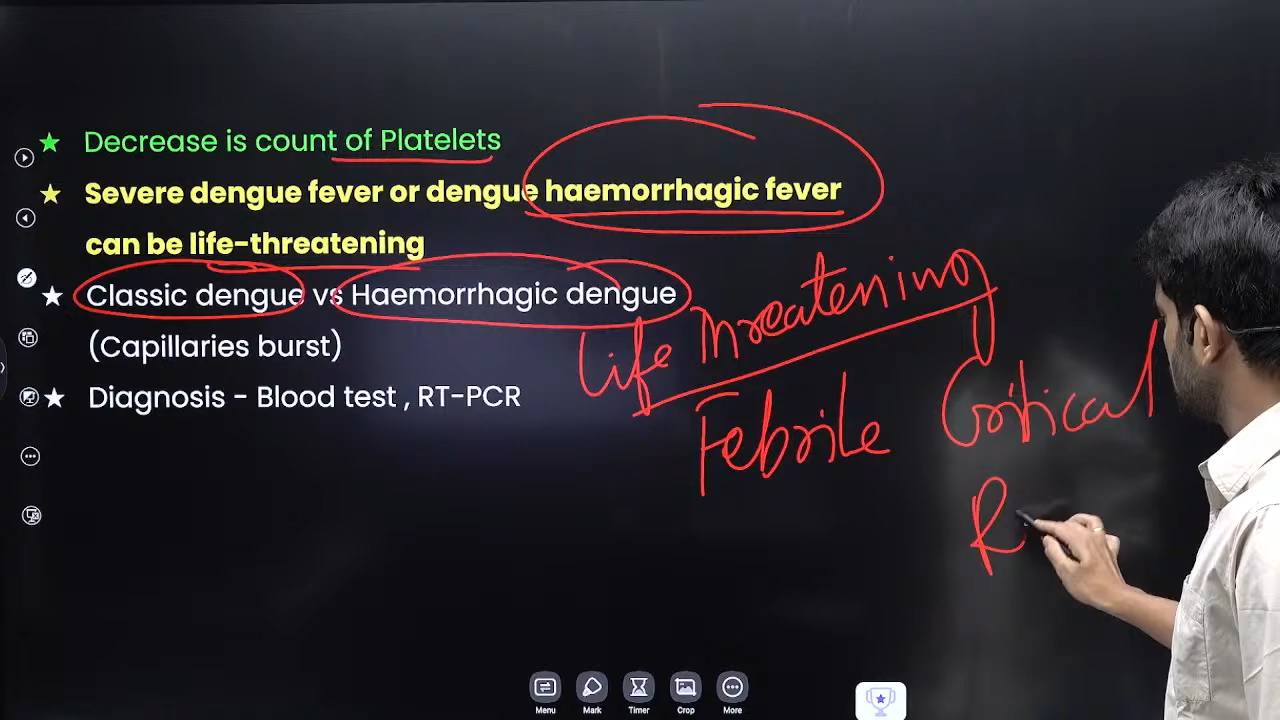 Decrease is count of Platelets
Severe dengue fever or dengue haemorrhagic fever
can be life-threatening
Classic dengue vs Haemorrhagic dengue
(Capillaries burst)
Diagnosis - Blood test , RT-PCR
Life Threatening
Febrile Critical
R
Menu Mark Timer Crop More